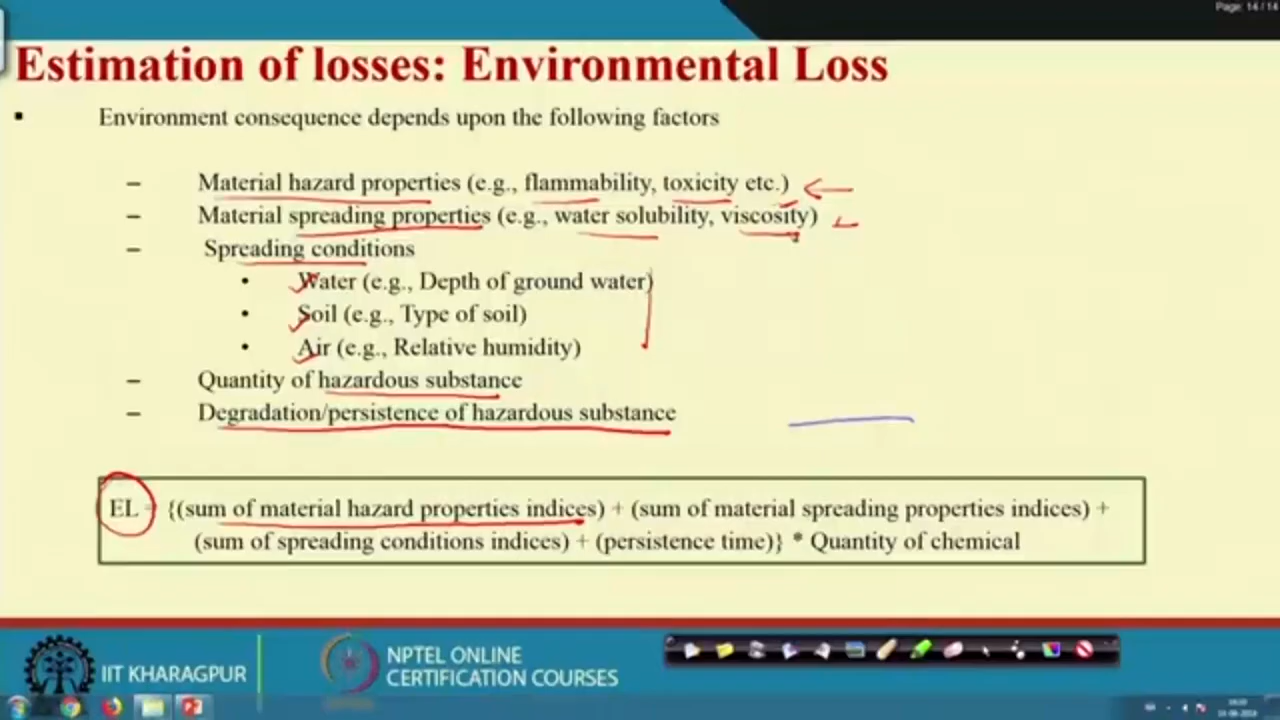 Page: 14 / 14
Estimation of losses: Environmental Loss
▪ Environment consequence depends upon the following factors
– Material hazard properties (e.g., flammability, toxicity etc.)
– Material spreading properties (e.g., water solubility, viscosity)
– Spreading conditions
• Water (e.g., Depth of ground water)
• Soil (e.g., Type of soil)
• Air (e.g., Relative humidity)
– Quantity of hazardous substance
– Degradation/persistence of hazardous substance
EL = {(sum of material hazard properties indices) + (sum of material spreading properties indices) +
(sum of spreading conditions indices) + (persistence time)} * Quantity of chemical
IIT KHARAGPUR
NPTEL ONLINE
CERTIFICATION COURSES